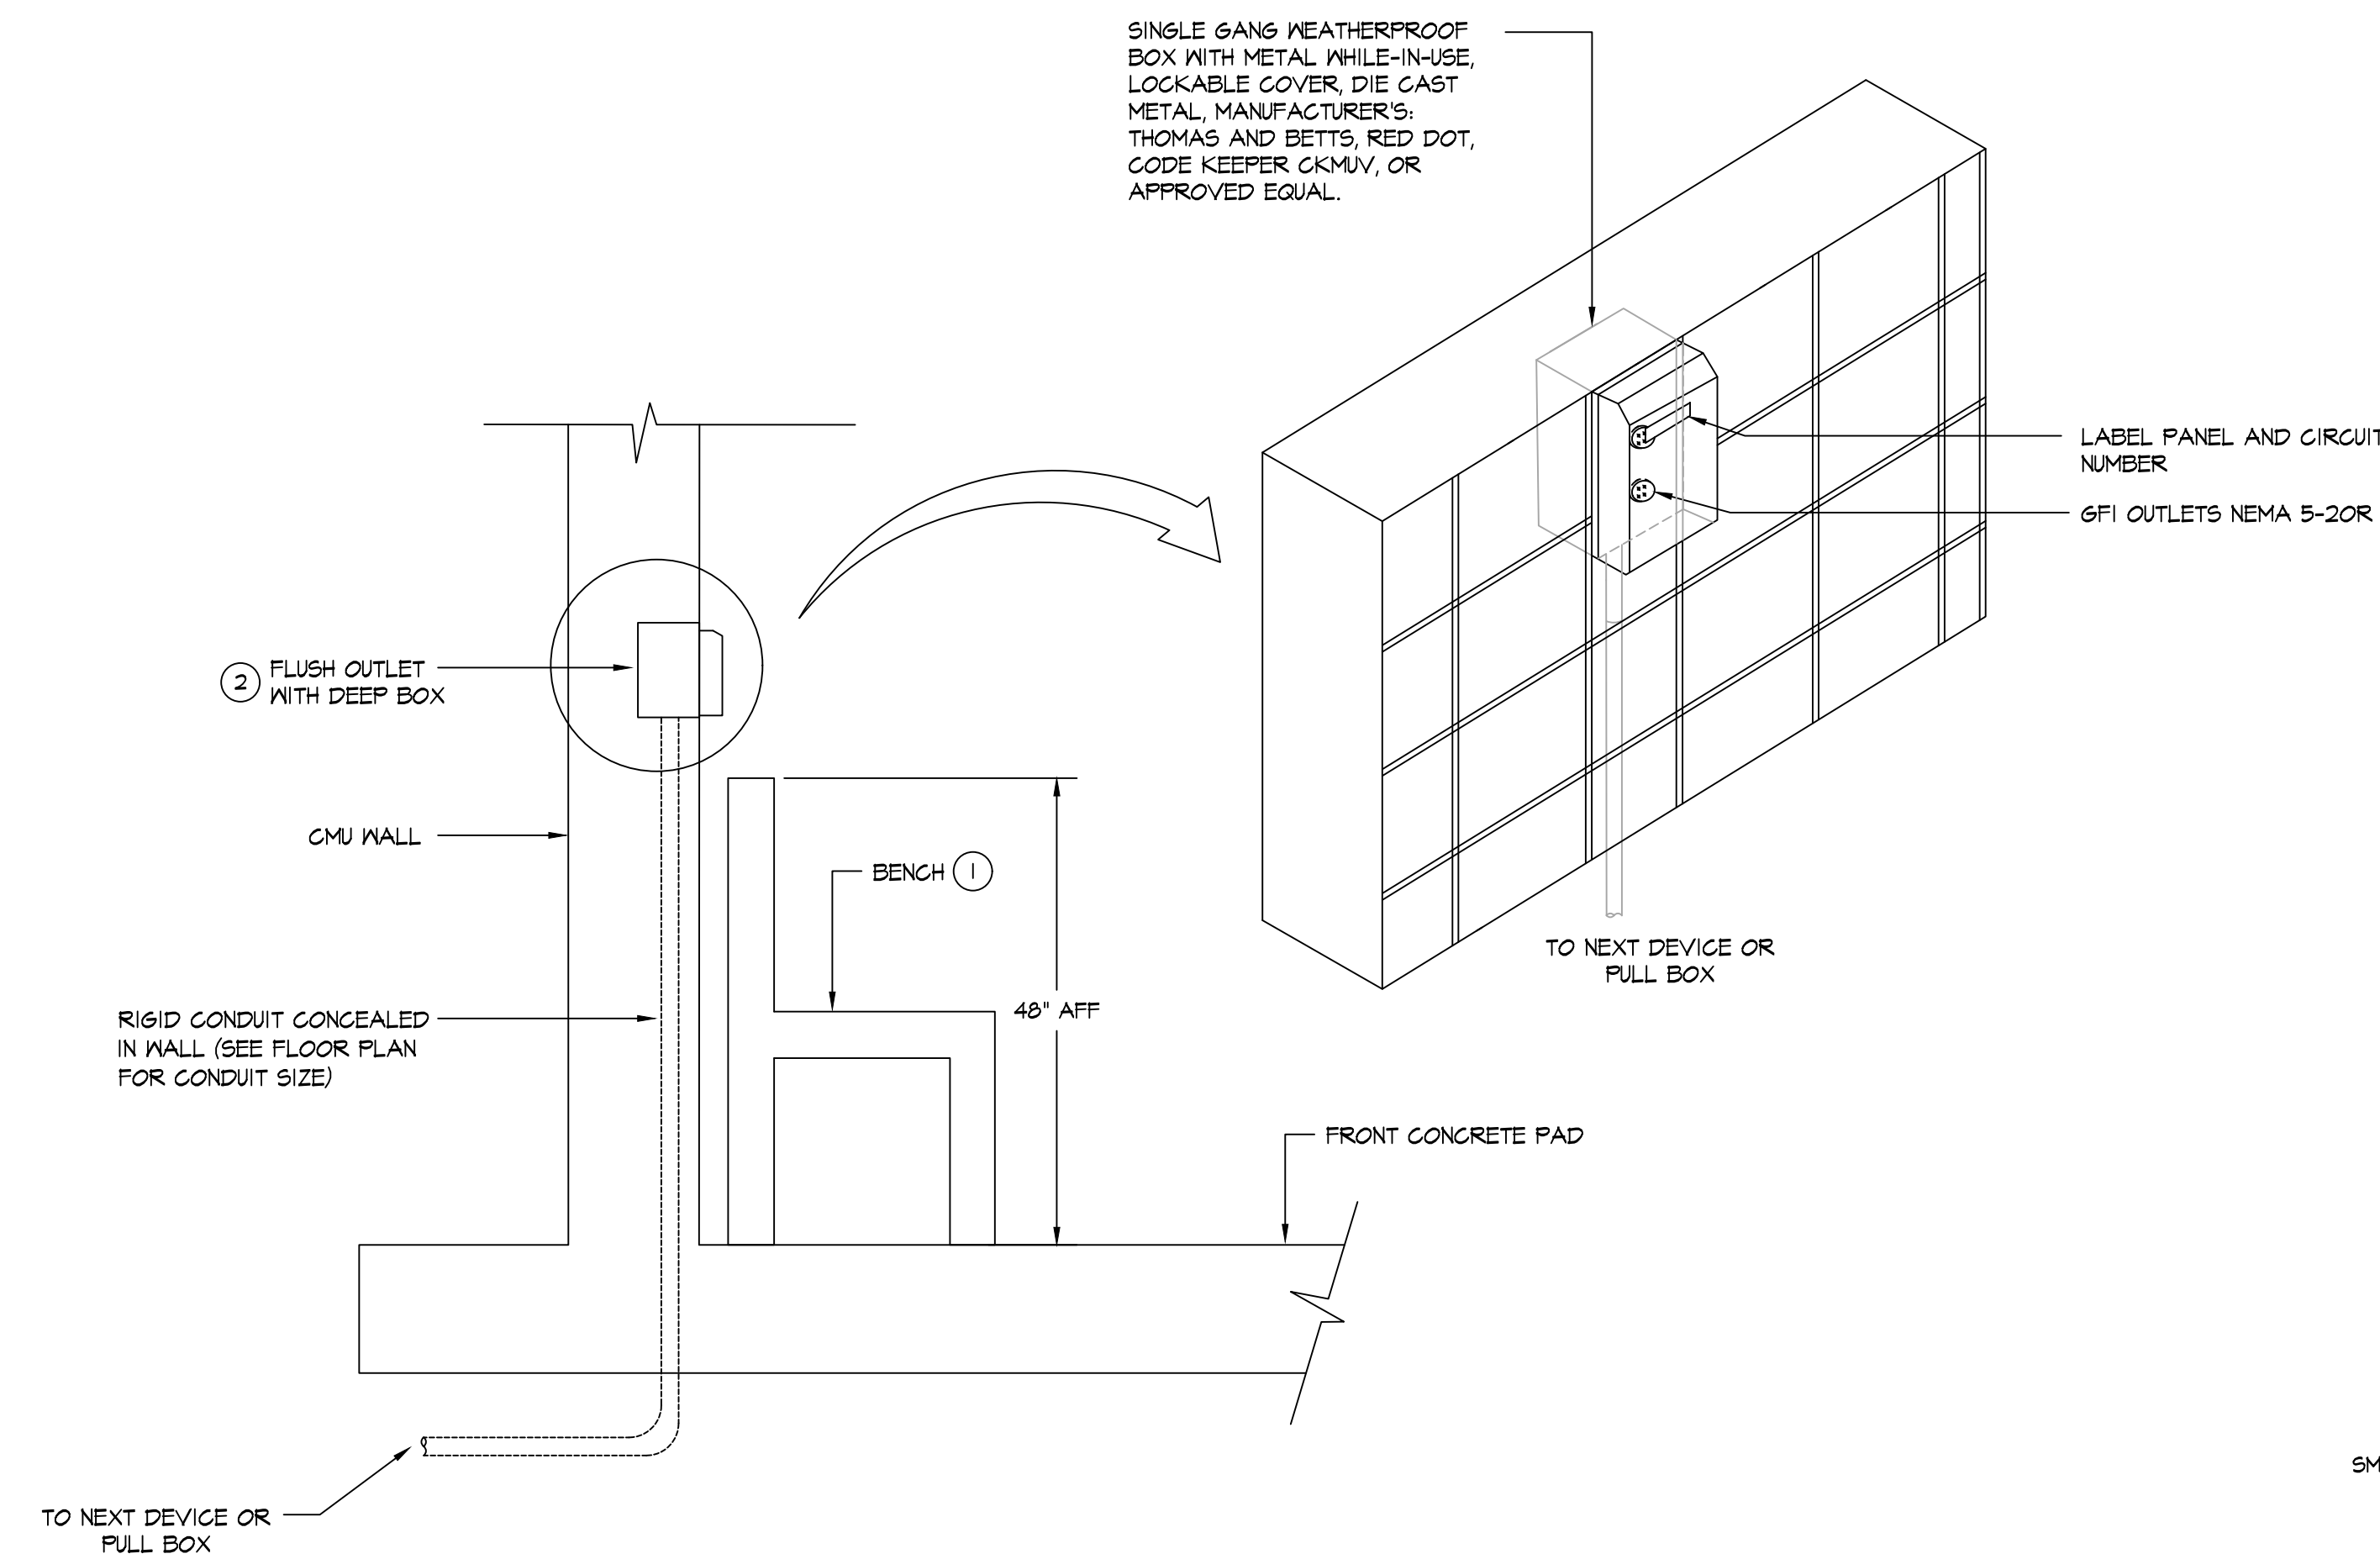 SINGLE GANG WEATHERPROOF
BOX WITH METAL WHILE-IN-USE,
LOCKABLE COVER, DIE CAST
METAL, MANUFACTURER'S:
THOMAS AND BETTS, RED DOT,
CODE KEEPER CKMUV, OR
APPROVED EQUAL.
LABEL PANEL AND CIRCUIT
NUMBER
GFI OUTLETS NEMA 5-20R
2
FLUSH OUTLET
WITH DEEP BOX
CMU WALL
BENCH 1
TO NEXT DEVICE OR
PULL BOX
48" AFF
RIGID CONDUIT CONCEALED
IN WALL (SEE FLOOR PLAN
FOR CONDUIT SIZE)
FRONT CONCRETE PAD
TO NEXT DEVICE OR
PULL BOX